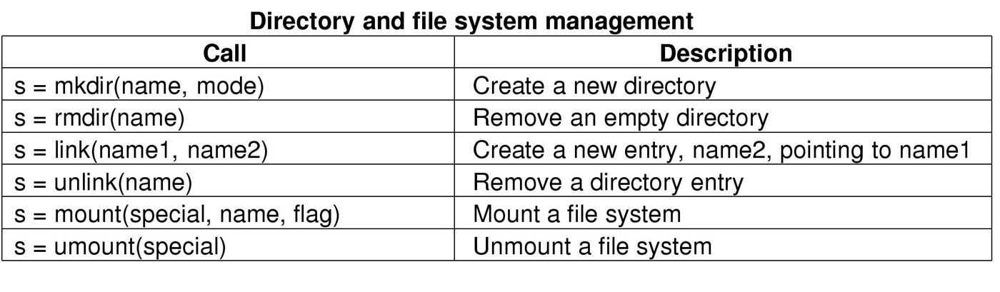 Directory and file system management
Call Description
s = mkdir(name, mode) Create a new directory
s = rmdir(name) Remove an empty directory
s = link(name1, name2) Create a new entry, name2, pointing to name1
s = unlink(name) Remove a directory entry
s = mount(special, name, flag) Mount a file system
s = umount(special) Unmount a file system